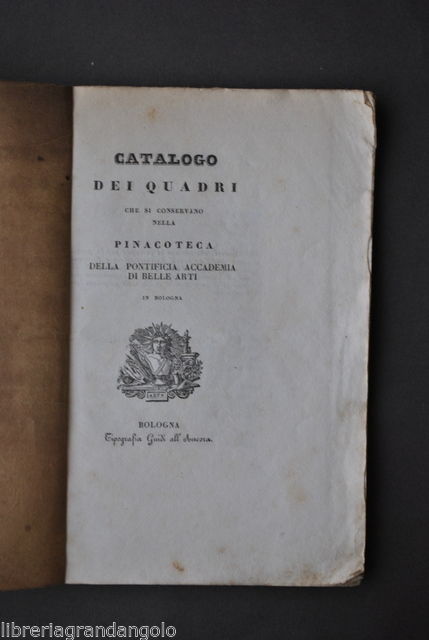 CATALOGO
DEI QUADRI
CHE SI CONSERVANO
NELLA
PINACOTECA
DELLA PONTIFICIA ACCADEMIA
DI BELLE ARTI
IN BOLOGNA
ARTI
BOLOGNA
Tipografia Guidi all'Ancora.
libreriagrandangolo